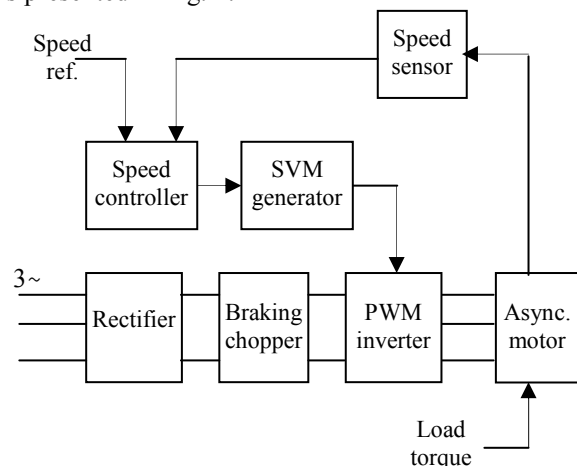 Speed
ref.
Speed
sensor
Speed
controller
SVM
generator
3~
Rectifier
Braking
chopper
PWM
inverter
Async.
motor
Load
torque